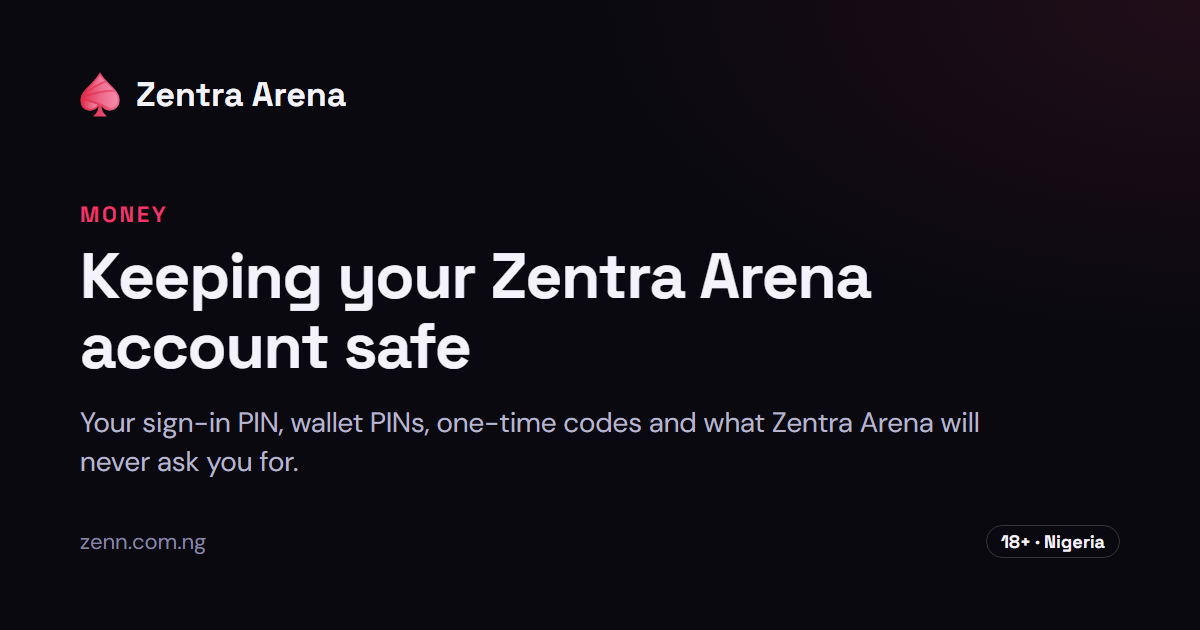 Zentra Arena
MONEY
Keeping your Zentra Arena
account safe
Your sign-in PIN, wallet PINs, one-time codes and what Zentra Arena will
never ask you for.
zenn.com.ng
18+ · Nigeria